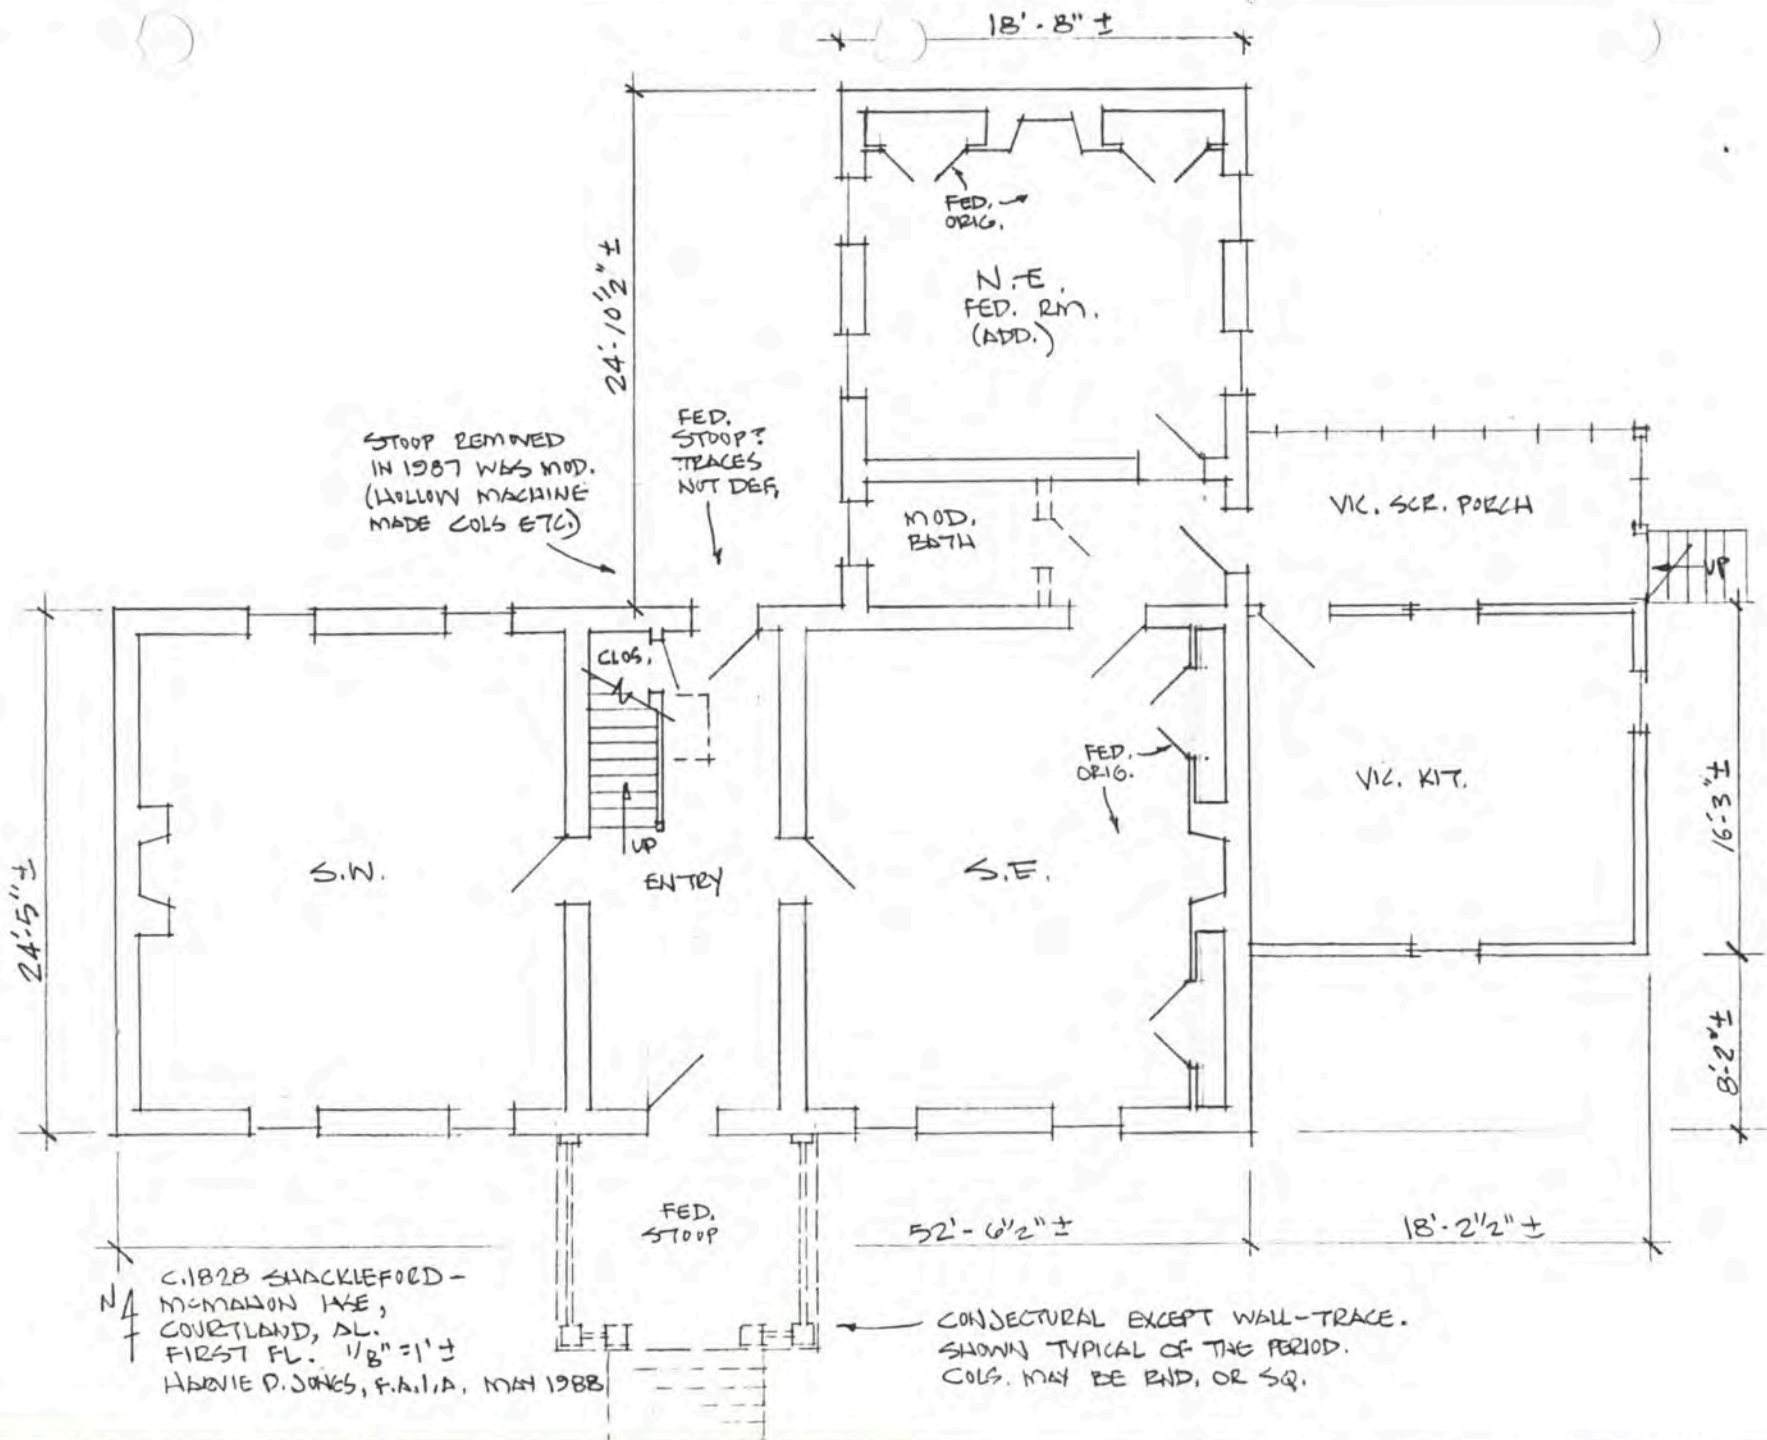 18'-8" ±
24'-10½" ±
FED.
ORIG.
N.E.
FED. RM.
(ADD.)
STOOP REMOVED
IN 1987 WAS MOD.
(HOLLOW MACHINE
MADE COLS ETC.)
FED.
STOOP?
TRACES
NOT DEF.
MOD.
BATH
VIC. SCR. PORCH
UP
CLOS.
UP
ENTRY
S.W.
S.E.
FED.
ORIG.
VIC. KIT.
24'-5" ±
16'-3" ±
8'-2" ±
FED.
STOOP
52'-6½" ±
18'-2½" ±
N
C.1828 SHACKLEFORD-
McMAHON HSE,
COURTLAND, AL.
FIRST FL. 1/8"=1' ±
HARVIE P. JONES, F.A.I.A. MAY 1988
CONJECTURAL EXCEPT WALL-TRACE.
SHOWN TYPICAL OF THE PERIOD.
COLS. MAY BE RND. OR SQ.